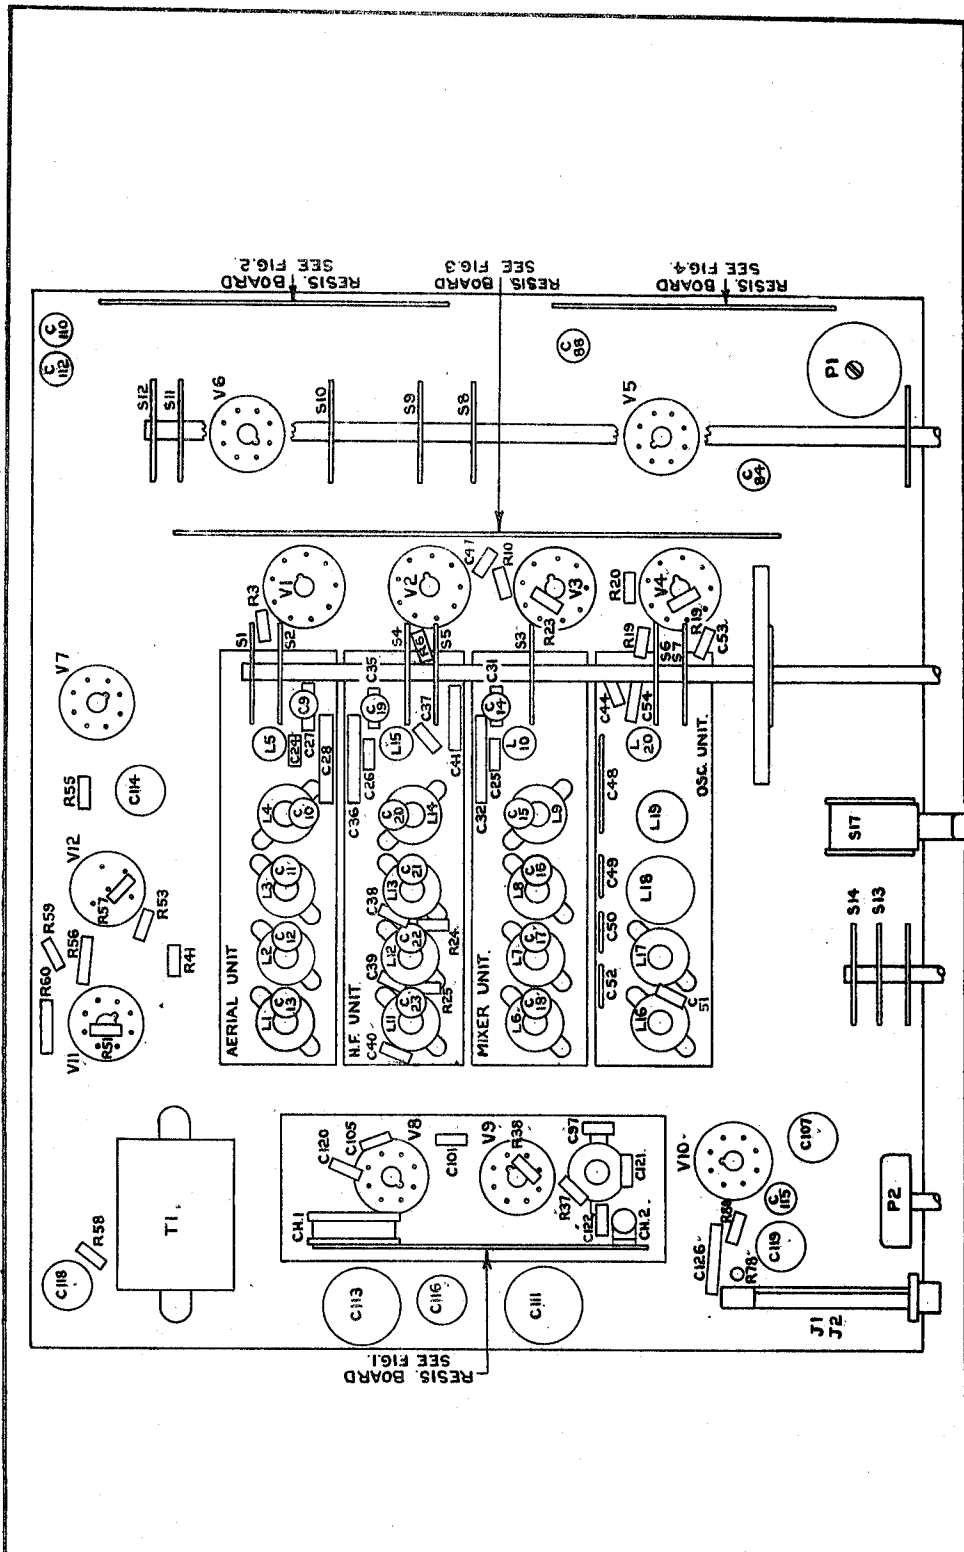 RESIS. BOARD
SEE FIG.2.
RESIS. BOARD
SEE FIG.3
RESIS. BOARD
SEE FIG.4.
C
110
C
112
C
88
P1
S12
S11
V6
S10
S9
S8
V5
C
84
V7
R55
C114
V12
R57
R53
R59
R56
R60
R41
V11
R51
S1
R3
S2
V1
S4
R16
S5
V2
C47
R10
S3
R23
V3
R20
R19
S6
S7
V4
R19
C53
AERIAL UNIT
L5
C9
C24
C27
C28
L4
C
10
L3
C
11
L2
C
12
L1
C
13
H.F. UNIT.
C35
C
19
L15
C37
C26
C36
C41
C
20
L14
C38
L13
C
21
C39
L12
C
22
R24
L11
C
23
R25
C40
MIXER UNIT.
C31
C
14
L
10
C32
C25
C
15
L9
L8
C
16
L7
C
17
L6
C
18
OSC. UNIT.
C44
C54
L
20
C48
L19
C49
L18
C50
L17
C52
L16
C
51
S17
S14
S13
T1
R58
C118
C120
C105
V8
CH.1
C101
V9
R38
R37
C97
C121
C122
CH.2
C113
C116
C111
RESIS. BOARD
SEE FIG.1.
V10
C107
C
115
C126
R78
C119
P2
J1
J2